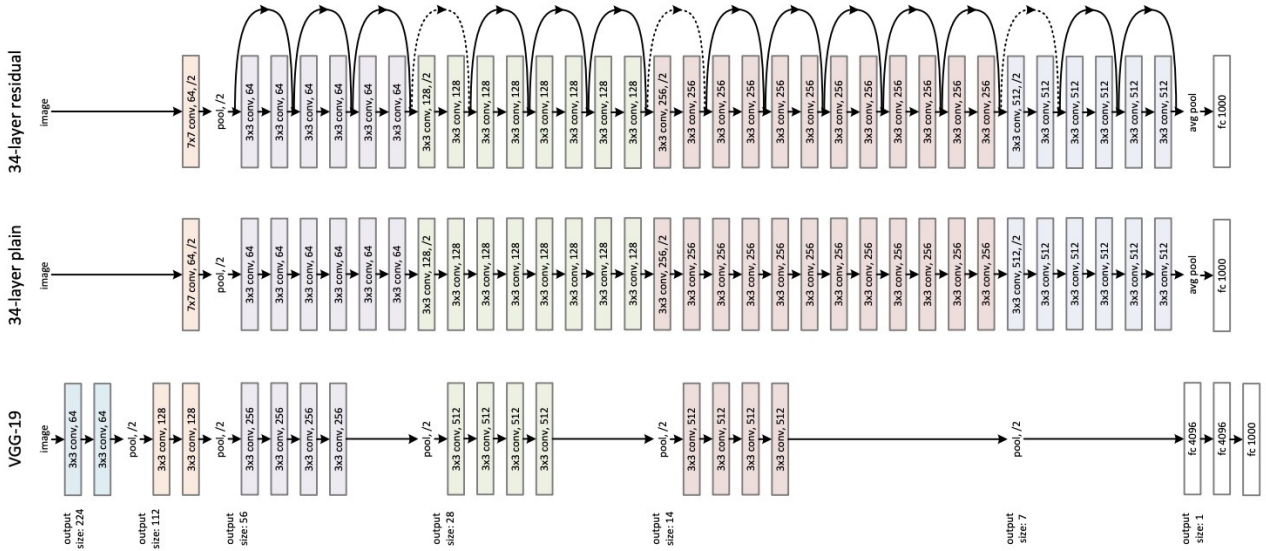 34-layer residual
image
7x7 conv, 64, /2
pool, /2
3x3 conv, 64
3x3 conv, 64
3x3 conv, 64
3x3 conv, 64
3x3 conv, 64
3x3 conv, 64
3x3 conv, 128, /2
3x3 conv, 128
3x3 conv, 128
3x3 conv, 128
3x3 conv, 128
3x3 conv, 128
3x3 conv, 128
3x3 conv, 128
3x3 conv, 256, /2
3x3 conv, 256
3x3 conv, 256
3x3 conv, 256
3x3 conv, 256
3x3 conv, 256
3x3 conv, 256
3x3 conv, 256
3x3 conv, 256
3x3 conv, 256
3x3 conv, 256
3x3 conv, 256
3x3 conv, 512, /2
3x3 conv, 512
3x3 conv, 512
3x3 conv, 512
3x3 conv, 512
3x3 conv, 512
avg pool
fc 1000
34-layer plain
image
7x7 conv, 64, /2
pool, /2
3x3 conv, 64
3x3 conv, 64
3x3 conv, 64
3x3 conv, 64
3x3 conv, 64
3x3 conv, 64
3x3 conv, 128, /2
3x3 conv, 128
3x3 conv, 128
3x3 conv, 128
3x3 conv, 128
3x3 conv, 128
3x3 conv, 128
3x3 conv, 128
3x3 conv, 256, /2
3x3 conv, 256
3x3 conv, 256
3x3 conv, 256
3x3 conv, 256
3x3 conv, 256
3x3 conv, 256
3x3 conv, 256
3x3 conv, 256
3x3 conv, 256
3x3 conv, 256
3x3 conv, 256
3x3 conv, 512, /2
3x3 conv, 512
3x3 conv, 512
3x3 conv, 512
3x3 conv, 512
3x3 conv, 512
avg pool
fc 1000
VGG-19
image
3x3 conv, 64
3x3 conv, 64
pool, /2
3x3 conv, 128
3x3 conv, 128
pool, /2
3x3 conv, 256
3x3 conv, 256
3x3 conv, 256
3x3 conv, 256
pool, /2
3x3 conv, 512
3x3 conv, 512
3x3 conv, 512
3x3 conv, 512
pool, /2
3x3 conv, 512
3x3 conv, 512
3x3 conv, 512
3x3 conv, 512
pool, /2
fc 4096
fc 4096
fc 1000
output
size: 224
output
size: 112
output
size: 56
output
size: 28
output
size: 14
output
size: 7
output
size: 1